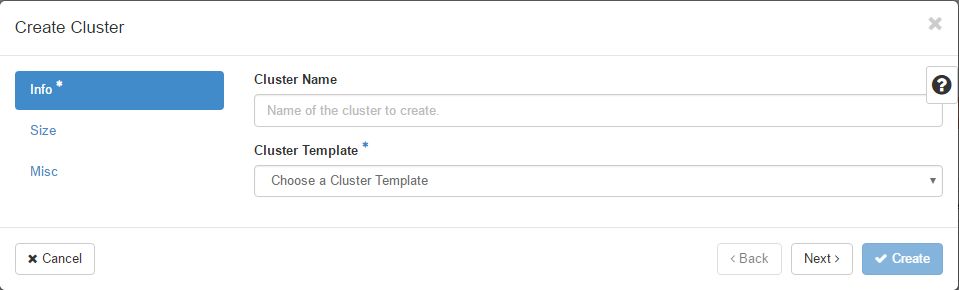 Create Cluster
Info *
Size
Misc
Cluster Name
Name of the cluster to create.
Cluster Template *
Choose a Cluster Template
Cancel
Back
Next
Create